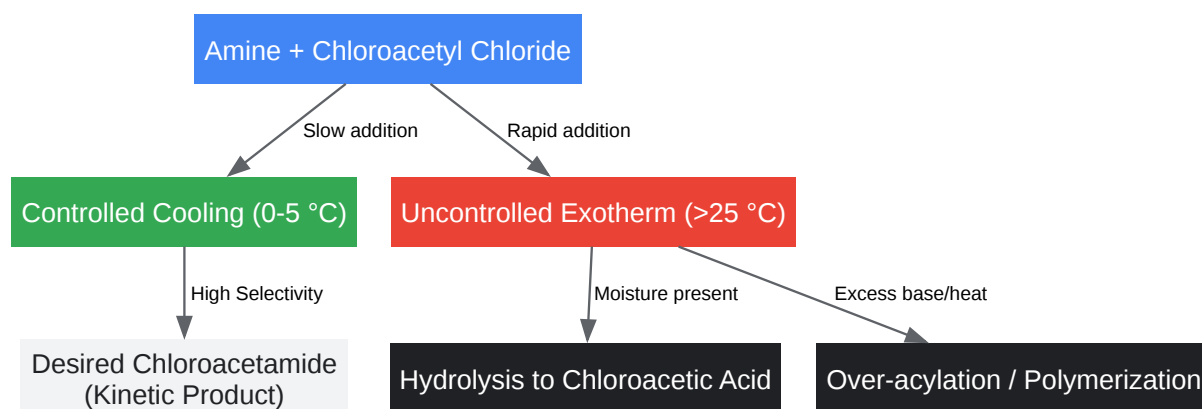 Amine + Chloroacetyl Chloride
Slow addition
Rapid addition
Controlled Cooling (0-5 °C)
Uncontrolled Exotherm (>25 °C)
High Selectivity
Moisture present
Excess base/heat
Desired Chloroacetamide
(Kinetic Product)
Hydrolysis to Chloroacetic Acid
Over-acylation / Polymerization